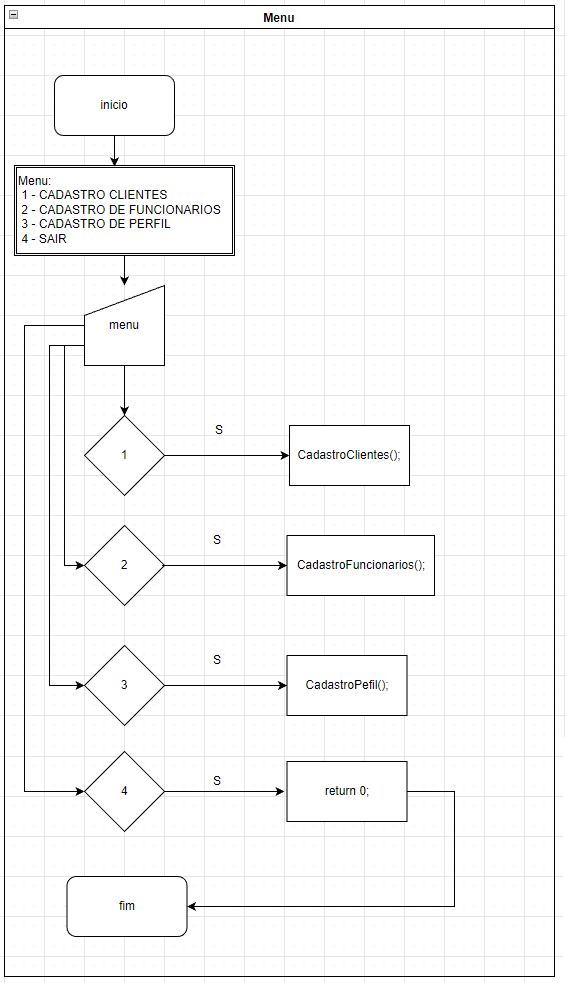 Menu
inicio
Menu:
1 - CADASTRO CLIENTES
2 - CADASTRO DE FUNCIONARIOS
3 - CADASTRO DE PERFIL
4 - SAIR
menu
1
S
CadastroClientes();
2
S
CadastroFuncionarios();
3
S
CadastroPefil();
4
S
return 0;
fim